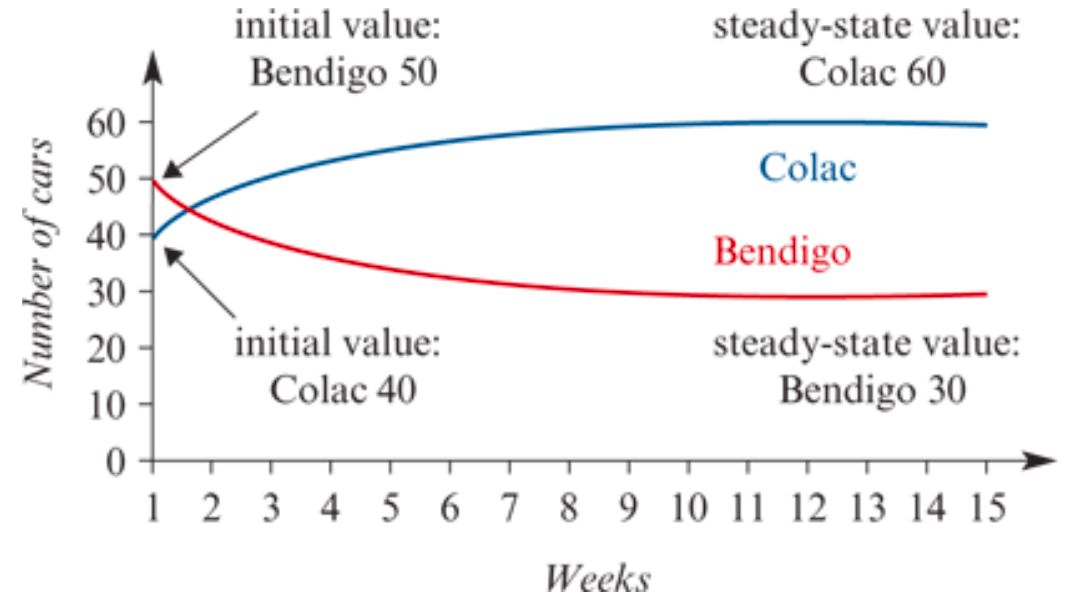 initial value:
Bendigo 50
steady-state value:
Colac 60
Number of cars
60
50
40
30
20
10
0
Colac
Bendigo
initial value:
Colac 40
steady-state value:
Bendigo 30
1 2 3 4 5 6 7 8 9 10 11 12 13 14 15
Weeks